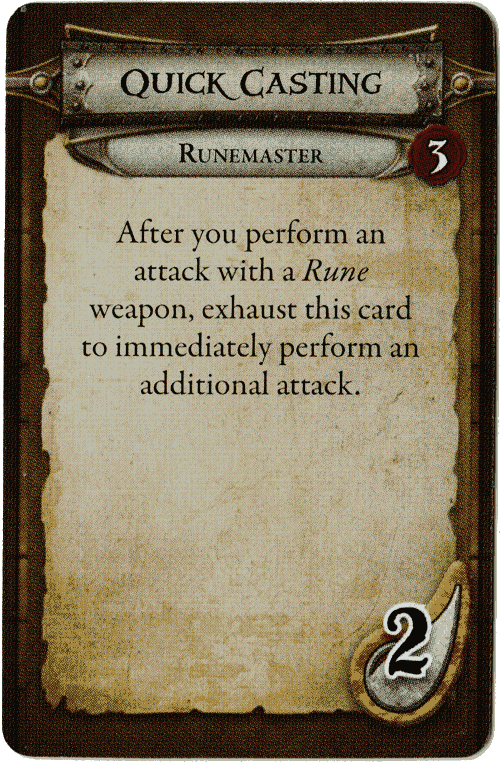 Quick Casting
Runemaster
3
After you perform an
attack with a Rune
weapon, exhaust this card
to immediately perform an
additional attack.
2